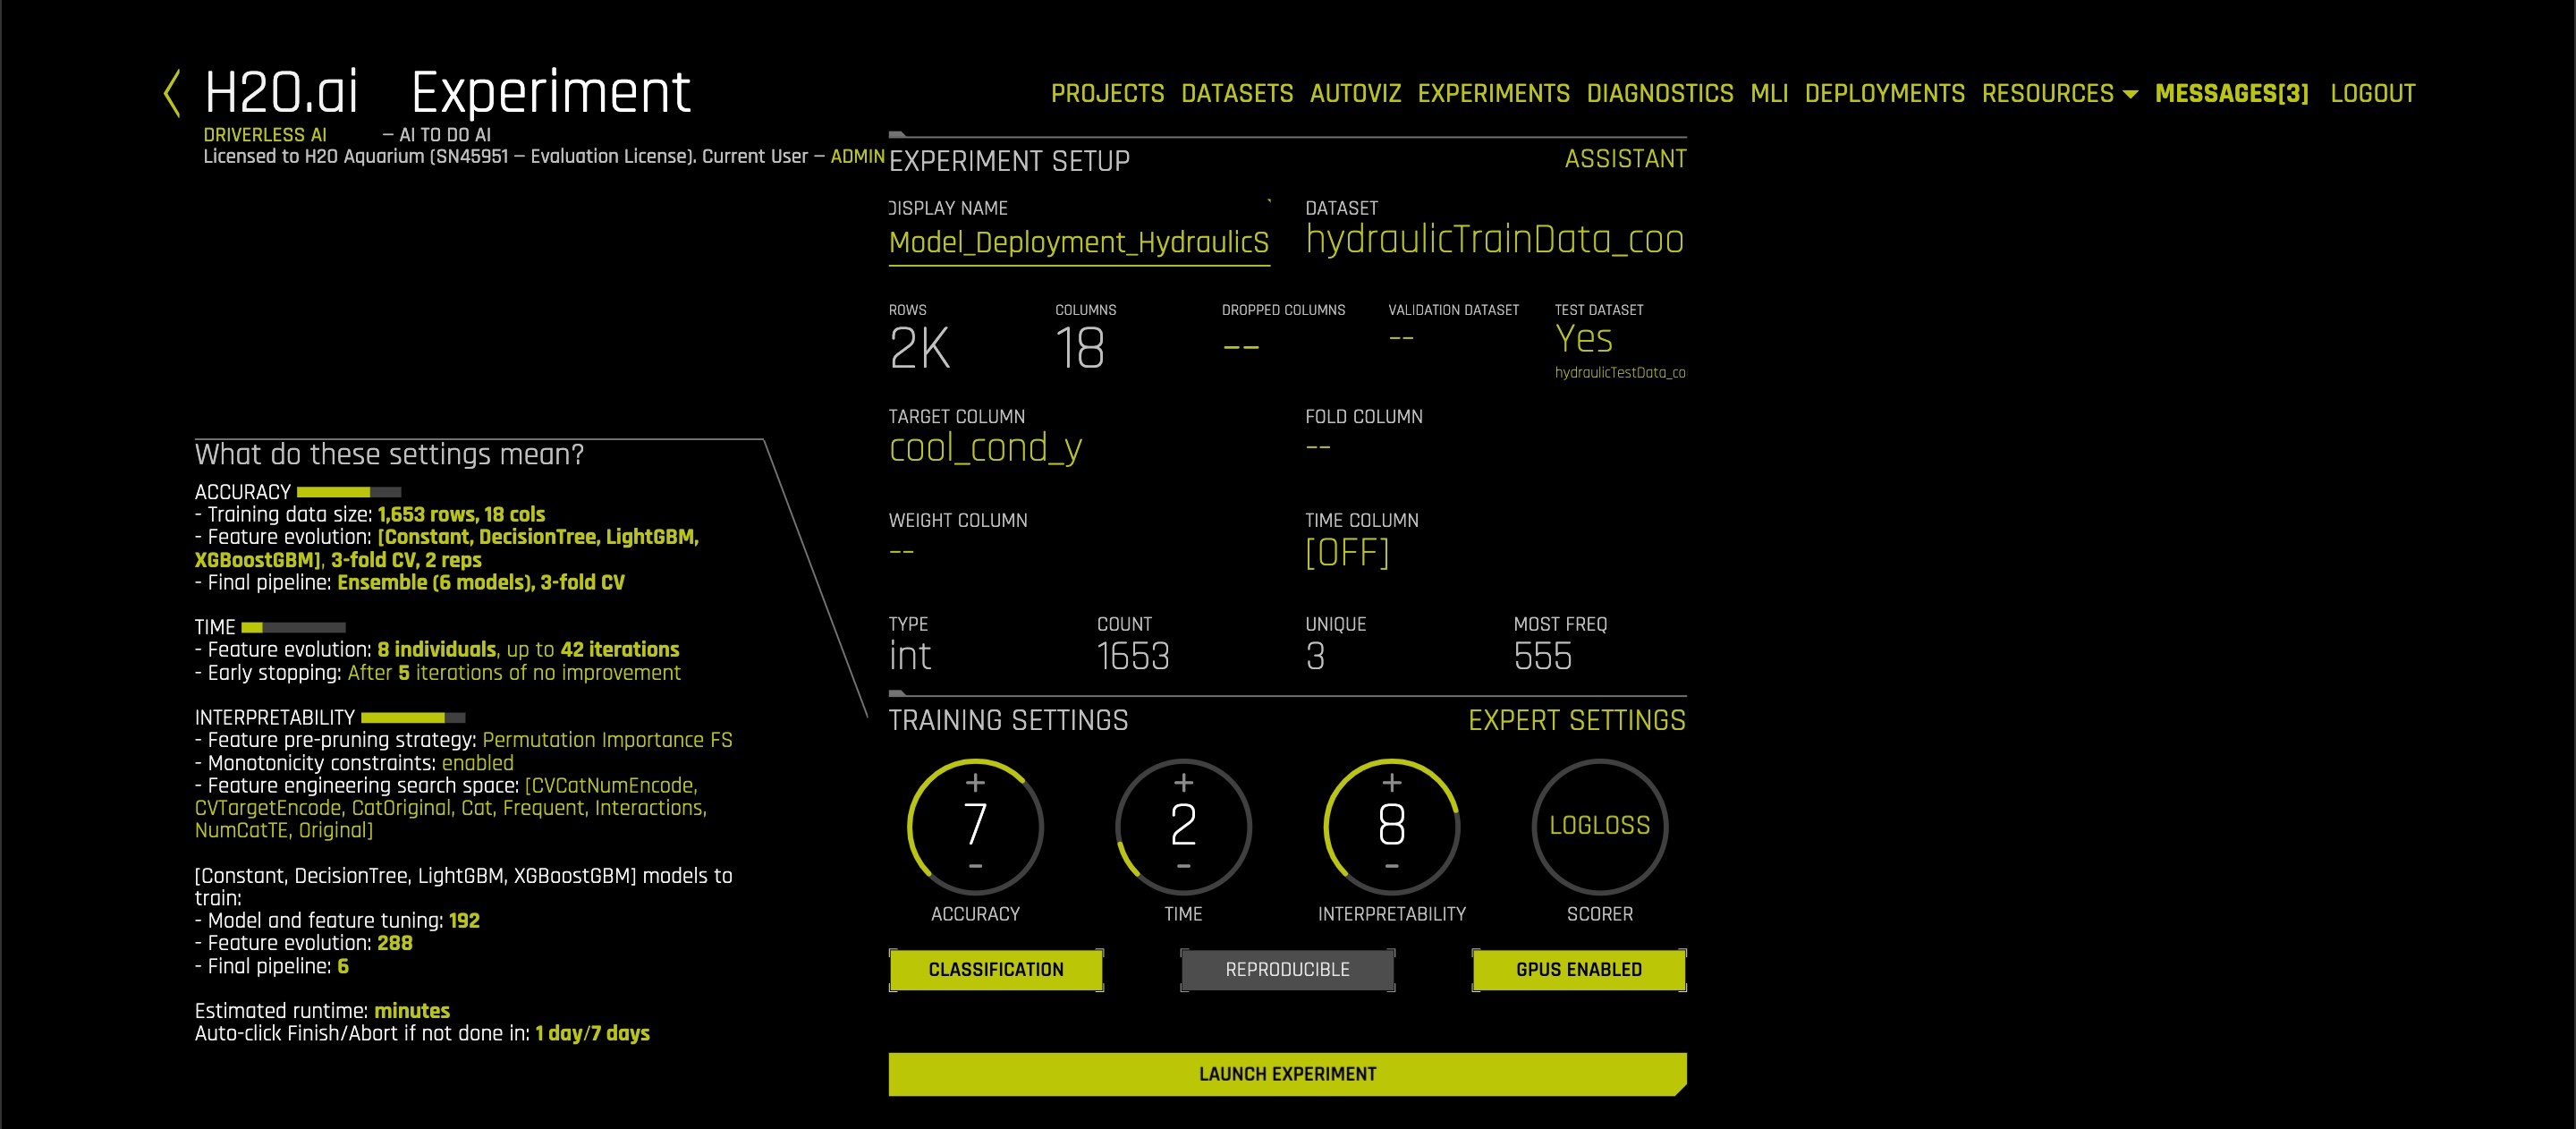 H2O.ai Experiment
DRIVERLESS AI – AI TO DO AI
Licensed to H2O Aquarium (SN45951 – Evaluation License). Current User – ADMIN
PROJECTS DATASETS AUTOVIZ EXPERIMENTS DIAGNOSTICS MLI DEPLOYMENTS RESOURCES MESSAGES[3] LOGOUT
What do these settings mean?
ACCURACY
- Training data size: 1,653 rows, 18 cols
- Feature evolution: [Constant, DecisionTree, LightGBM,
XGBoostGBM], 3-fold CV, 2 reps
- Final pipeline: Ensemble (6 models), 3-fold CV
TIME
- Feature evolution: 8 individuals, up to 42 iterations
- Early stopping: After 5 iterations of no improvement
INTERPRETABILITY
- Feature pre-pruning strategy: Permutation Importance FS
- Monotonicity constraints: enabled
- Feature engineering search space: [CVCatNumEncode,
CVTargetEncode, CatOriginal, Cat, Frequent, Interactions,
NumCatTE, Original]
[Constant, DecisionTree, LightGBM, XGBoostGBM] models to
train:
- Model and feature tuning: 192
- Feature evolution: 288
- Final pipeline: 6
Estimated runtime: minutes
Auto-click Finish/Abort if not done in: 1 day/7 days
EXPERIMENT SETUP ASSISTANT
DISPLAY NAME DATASET
Model_Deployment_HydraulicS hydraulicTrainData_coo
ROWS COLUMNS DROPPED COLUMNS VALIDATION DATASET TEST DATASET
2K 18 -- -- Yes
hydraulicTestData_co
TARGET COLUMN FOLD COLUMN
cool_cond_y --
WEIGHT COLUMN TIME COLUMN
-- [OFF]
TYPE COUNT UNIQUE MOST FREQ
int 1653 3 555
TRAINING SETTINGS EXPERT SETTINGS
+ + +
7 2 8 LOGLOSS
- - -
ACCURACY TIME INTERPRETABILITY SCORER
CLASSIFICATION REPRODUCIBLE GPUS ENABLED
LAUNCH EXPERIMENT